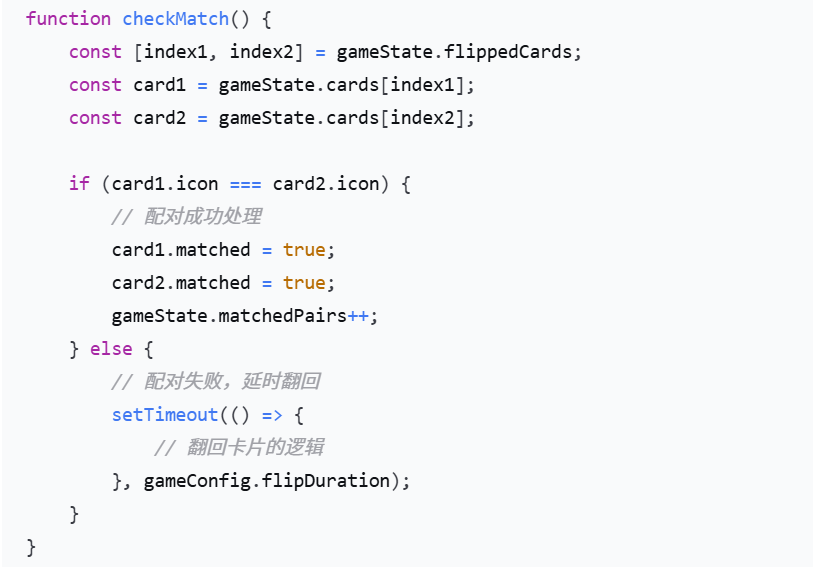 function checkMatch() {
    const [index1, index2] = gameState.flippedCards;
    const card1 = gameState.cards[index1];
    const card2 = gameState.cards[index2];

    if (card1.icon === card2.icon) {
        // 配对成功处理
        card1.matched = true;
        card2.matched = true;
        gameState.matchedPairs++;
    } else {
        // 配对失败，延时翻回
        setTimeout(() => {
            // 翻回卡片的逻辑
        }, gameConfig.flipDuration);
    }
}